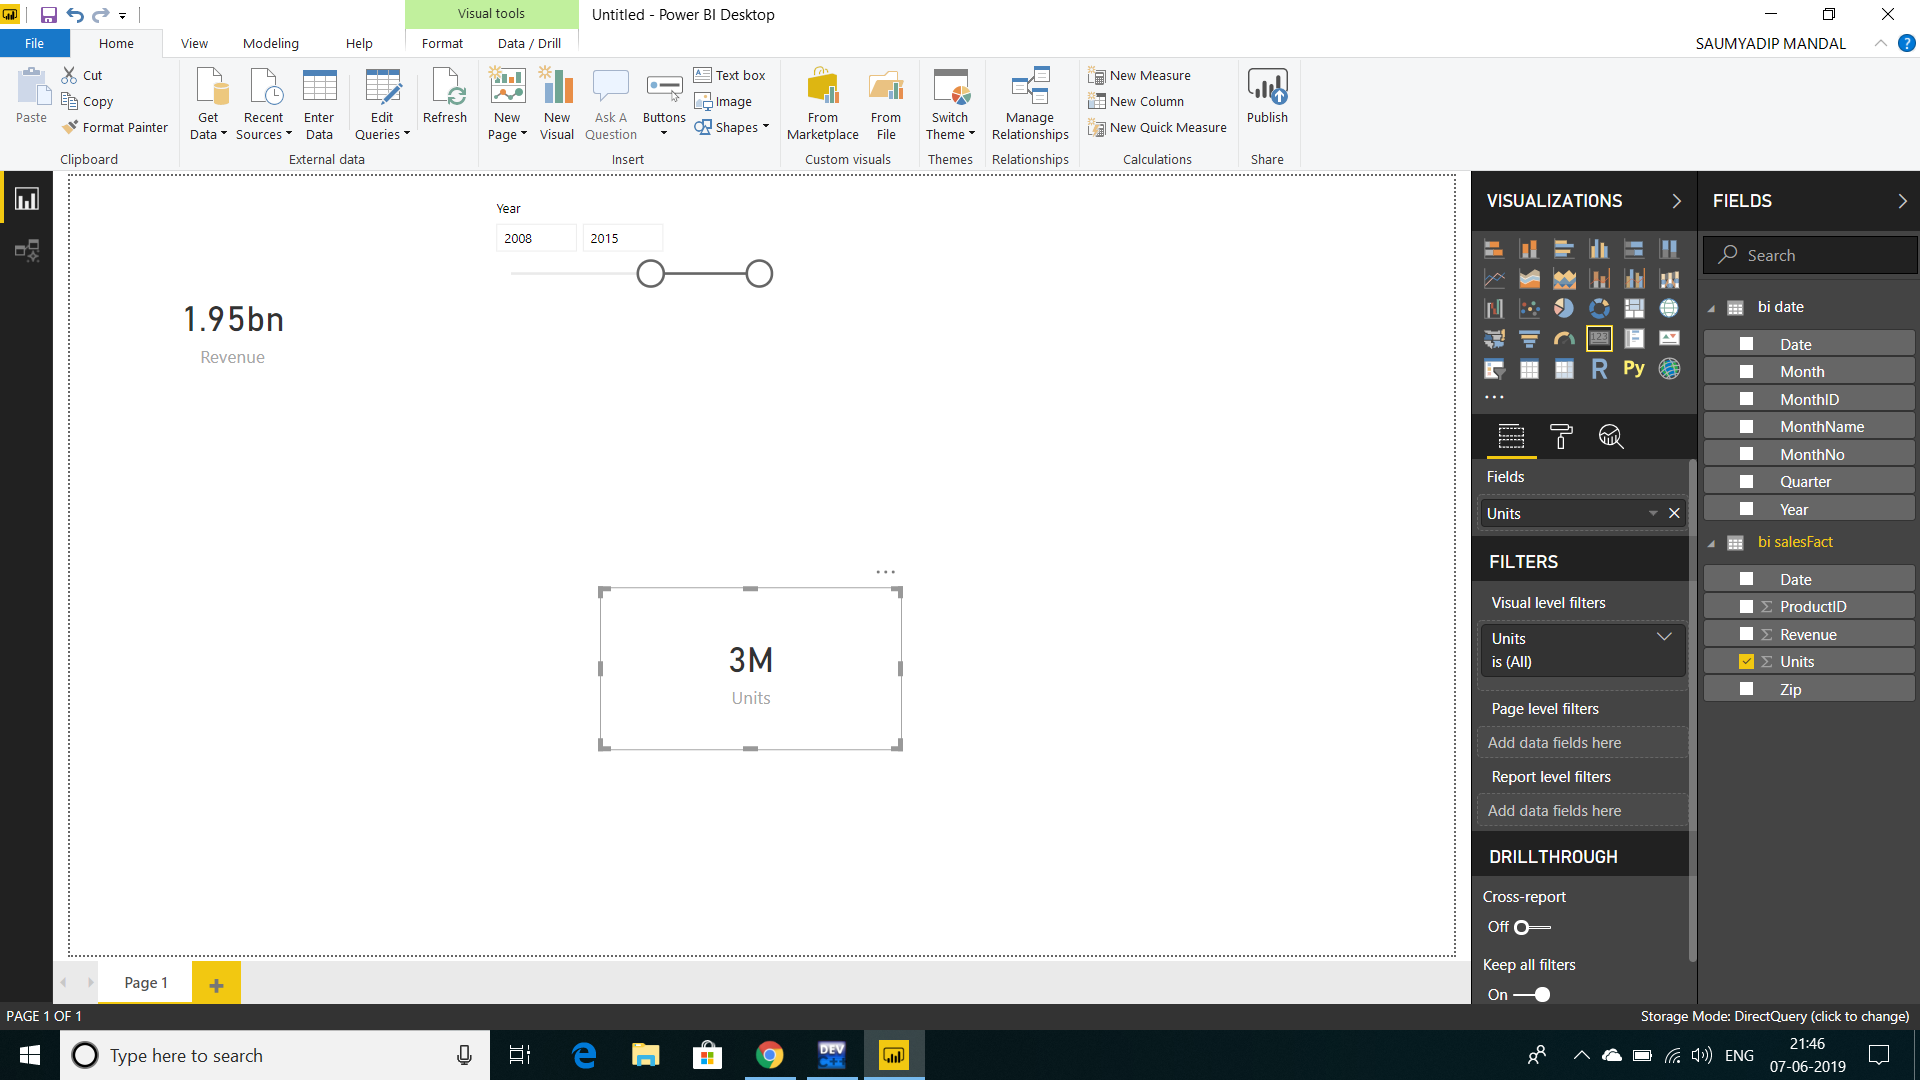 Visual tools
Untitled - Power BI Desktop
File
Home
View
Modeling
Help
Format
Data / Drill
SAUMYADIP MANDAL
?
Paste
Cut
Copy
Format Painter
Clipboard
Get
Data
Recent
Sources
Enter
Data
Edit
Queries
Refresh
External data
New
Page
New
Visual
Ask A
Question
Buttons
Text box
Image
Shapes
Insert
From
Marketplace
From
File
Custom visuals
Switch
Theme
Themes
Manage
Relationships
Relationships
New Measure
New Column
New Quick Measure
Calculations
Publish
Share
Year
2008
2015
1.95bn
Revenue
3M
Units
VISUALIZATIONS
123
R
Py
Fields
Units
FILTERS
Visual level filters
Units
is (All)
Page level filters
Add data fields here
Report level filters
Add data fields here
DRILLTHROUGH
Cross-report
Off
Keep all filters
On
FIELDS
Search
bi date
Date
Month
MonthID
MonthName
MonthNo
Quarter
Year
bi salesFact
Date
Σ ProductID
Σ Revenue
Σ Units
Zip
Page 1
PAGE 1 OF 1
Storage Mode: DirectQuery (click to change)
Type here to search
DEV
C++
ENG
21:46
07-06-2019